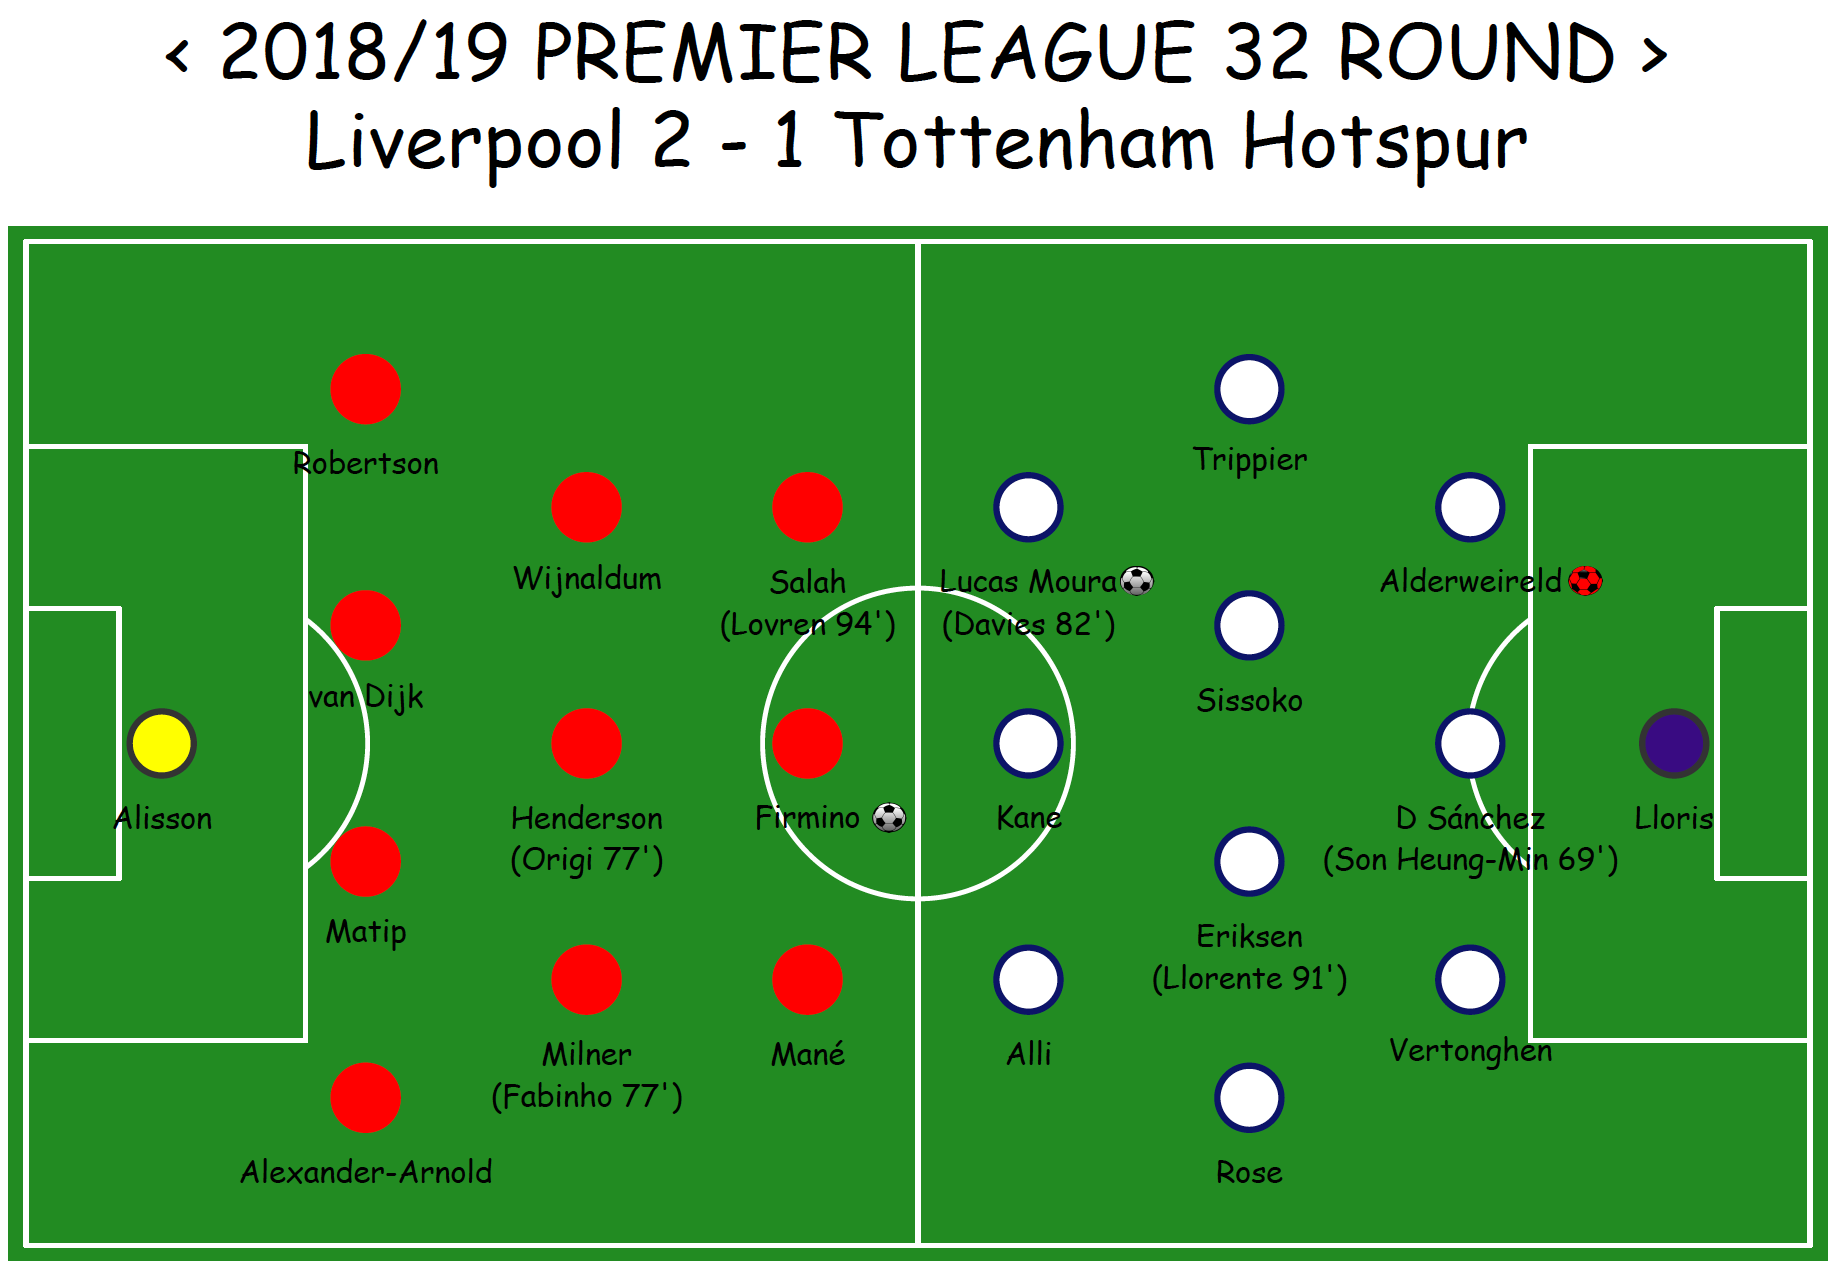 < 2018/19 PREMIER LEAGUE 32 ROUND >
Liverpool 2 - 1 Tottenham Hotspur
Robertson
Trippier
Wijnaldum
Salah
(Lovren 94')
Lucas Moura
(Davies 82')
Alderweireld
van Dijk
Sissoko
Alisson
Henderson
(Origi 77')
Firmino
Kane
D Sánchez
(Son Heung-Min 69')
Lloris
Matip
Eriksen
(Llorente 91')
Milner
(Fabinho 77')
Mané
Alli
Vertonghen
Alexander-Arnold
Rose